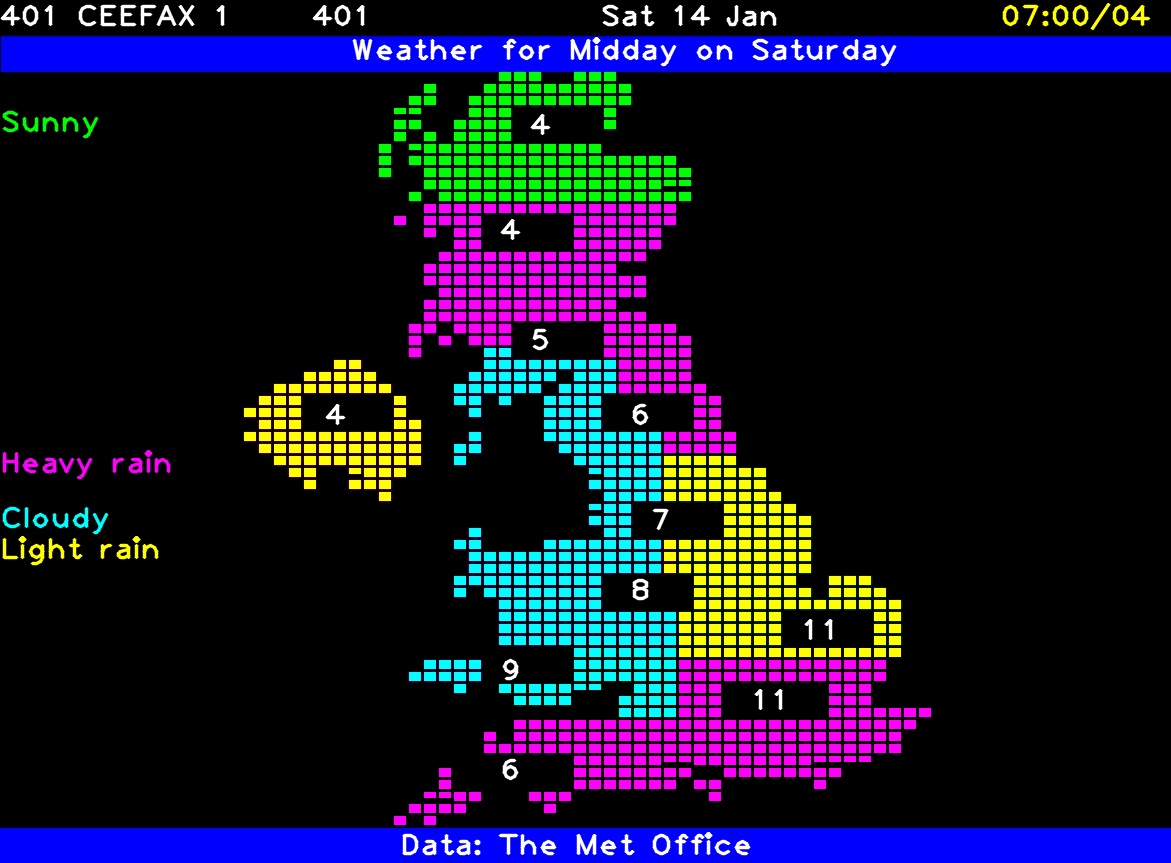 401 CEEFAX 1 401 Sat 14 Jan 07:00/04
Weather for Midday on Saturday
Sunny
4
4
5
4
6
Heavy rain
7
Cloudy
Light rain
8
11
9
11
6
Data: The Met Office